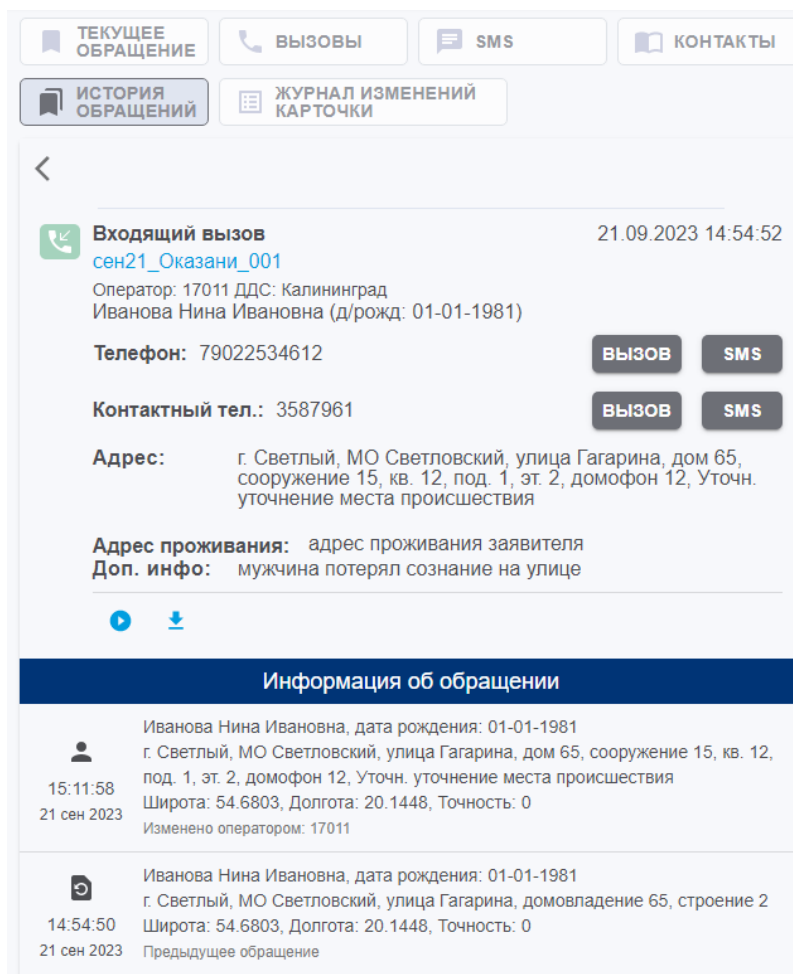 ТЕКУЩЕЕ ОБРАЩЕНИЕ
ВЫЗОВЫ
SMS
КОНТАКТЫ
ИСТОРИЯ ОБРАЩЕНИЙ
ЖУРНАЛ ИЗМЕНЕНИЙ КАРТОЧКИ
Входящий вызов 21.09.2023 14:54:52
сен21_Оказани_001
Оператор: 17011 ДДС: Калининград
Иванова Нина Ивановна (д/рожд: 01-01-1981)
Телефон: 79022534612 ВЫЗОВ SMS
Контактный тел.: 3587961 ВЫЗОВ SMS
Адрес: г. Светлый, МО Светловский, улица Гагарина, дом 65,
сооружение 15, кв. 12, под. 1, эт. 2, домофон 12, Уточн.
уточнение места происшествия
Адрес проживания: адрес проживания заявителя
Доп. инфо: мужчина потерял сознание на улице
Информация об обращении
15:11:58
21 сен 2023
Иванова Нина Ивановна, дата рождения: 01-01-1981
г. Светлый, МО Светловский, улица Гагарина, дом 65, сооружение 15, кв. 12,
под. 1, эт. 2, домофон 12, Уточн. уточнение места происшествия
Широта: 54.6803, Долгота: 20.1448, Точность: 0
Изменено оператором: 17011
14:54:50
21 сен 2023
Иванова Нина Ивановна, дата рождения: 01-01-1981
г. Светлый, МО Светловский, улица Гагарина, домовладение 65, строение 2
Широта: 54.6803, Долгота: 20.1448, Точность: 0
Предыдущее обращение